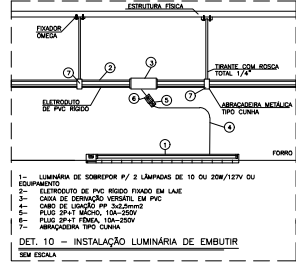 ESTRUTURA FÍSICA
FIXADOR
OMEGA
2
3
7
7
TIRANTE COM ROSCA
TOTAL 1/4"
6
5
ELETRODUTO
DE PVC RÍGIDO
ABRAÇADEIRA METÁLICA
TIPO CUNHA
4
1
FORRO
1- LUMINÁRIA DE SOBREPOR P/ 2 LÂMPADAS DE 10 OU 20W/127V OU
EQUIPAMENTO
2- ELETRODUTO DE PVC RÍGIDO FIXADO EM LAJE
3- CAIXA DE DERIVAÇÃO VERSÁTIL EM PVC
4- CABO DE LIGAÇÃO PP 3x2,5mm2
5- PLUG 2P+T MACHO, 10A-250V
6- PLUG 2P+T FÊMEA, 10A-250V
7- ABRAÇADEIRA TIPO CUNHA
DET. 10 - INSTALAÇÃO LUMINÁRIA DE EMBUTIR
SEM ESCALA